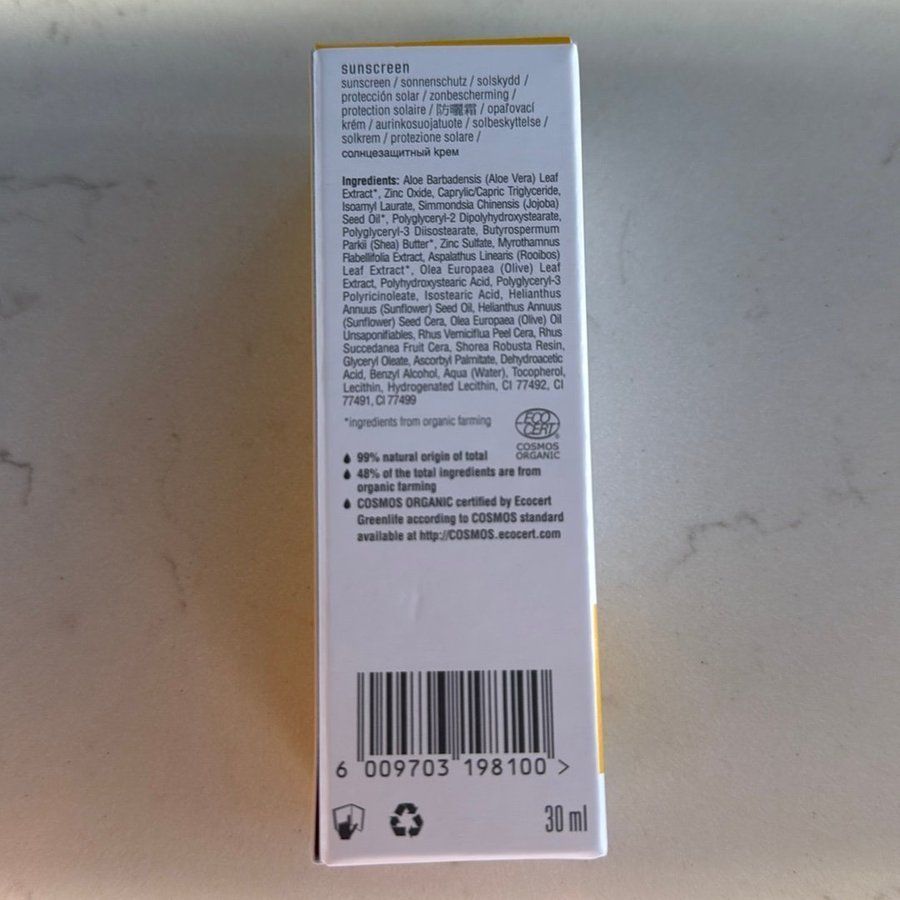 sunscreen
sunscreen / sonnenschutz / solskydd /
protección solar / zonbescherming /
protection solaire / 防曬霜 / opaľovací
krém / aurinkosuojatuote / solbeskyttelse /
solkrem / protezione solare /
солнцезащитный крем
Ingredients: Aloe Barbadensis (Aloe Vera) Leaf
Extract*, Zinc Oxide, Caprylic/Capric Triglyceride,
Isoamyl Laurate, Simmondsia Chinensis (Jojoba)
Seed Oil*, Polyglyceryl-2 Dipolyhydroxystearate,
Polyglyceryl-3 Diisostearate, Butyrospermum
Parkii (Shea) Butter*, Zinc Sulfate, Myrothamnus
Flabellifolia Extract, Aspalathus Linearis (Rooibos)
Leaf Extract*, Olea Europaea (Olive) Leaf
Extract, Polyhydroxystearic Acid, Polyglyceryl-3
Polyricinoleate, Isostearic Acid, Helianthus
Annuus (Sunflower) Seed Oil, Helianthus Annuus
(Sunflower) Seed Cera, Olea Europaea (Olive) Oil
Unsaponifiables, Rhus Verniciflua Peel Cera, Rhus
Succedanea Fruit Cera, Shorea Robusta Resin,
Glyceryl Oleate, Ascorbyl Palmitate, Dehydroacetic
Acid, Benzyl Alcohol, Aqua (Water), Tocopherol,
Lecithin, Hydrogenated Lecithin, CI 77492, CI
77491, CI 77499
*ingredients from organic farming
ECO
CERT
COSMOS
ORGANIC
99% natural origin of total
48% of the total ingredients are from
organic farming
COSMOS ORGANIC certified by Ecocert
Greenlife according to COSMOS standard
available at http://COSMOS.ecocert.com
6 009703 198100 >
30 ml